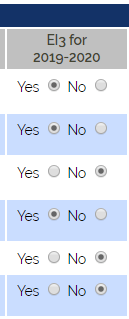 EI3 for
2019-2020
Yes No
Yes No
Yes No
Yes No
Yes No
Yes No